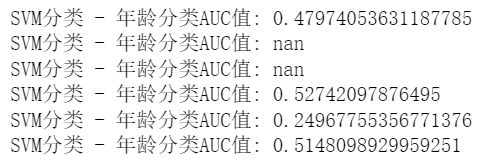 SVM分类 - 年龄分类AUC值: 0.47974053631187785
SVM分类 - 年龄分类AUC值: nan
SVM分类 - 年龄分类AUC值: nan
SVM分类 - 年龄分类AUC值: 0.52742097876495
SVM分类 - 年龄分类AUC值: 0.24967755356771376
SVM分类 - 年龄分类AUC值: 0.5148098929959251